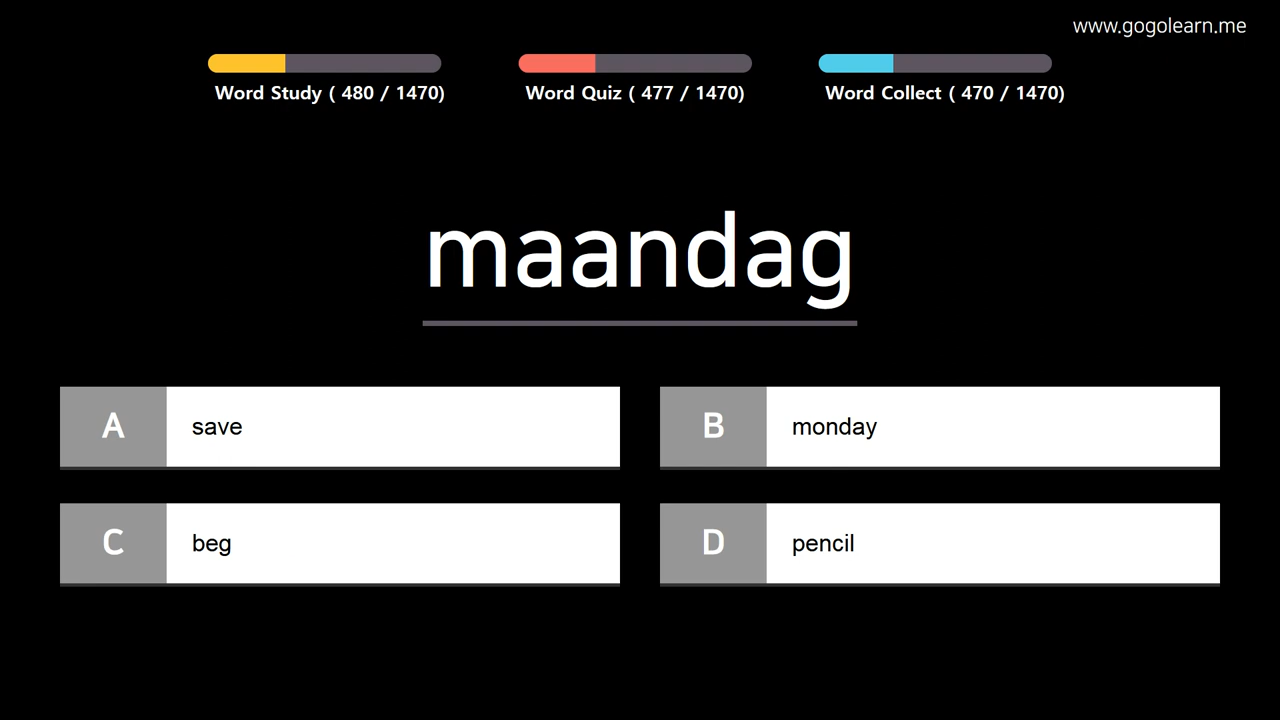 www.gogolearn.me
Word Study ( 480 / 1470)
Word Quiz ( 477 / 1470)
Word Collect ( 470 / 1470)
maandag
A
save
B
monday
C
beg
D
pencil